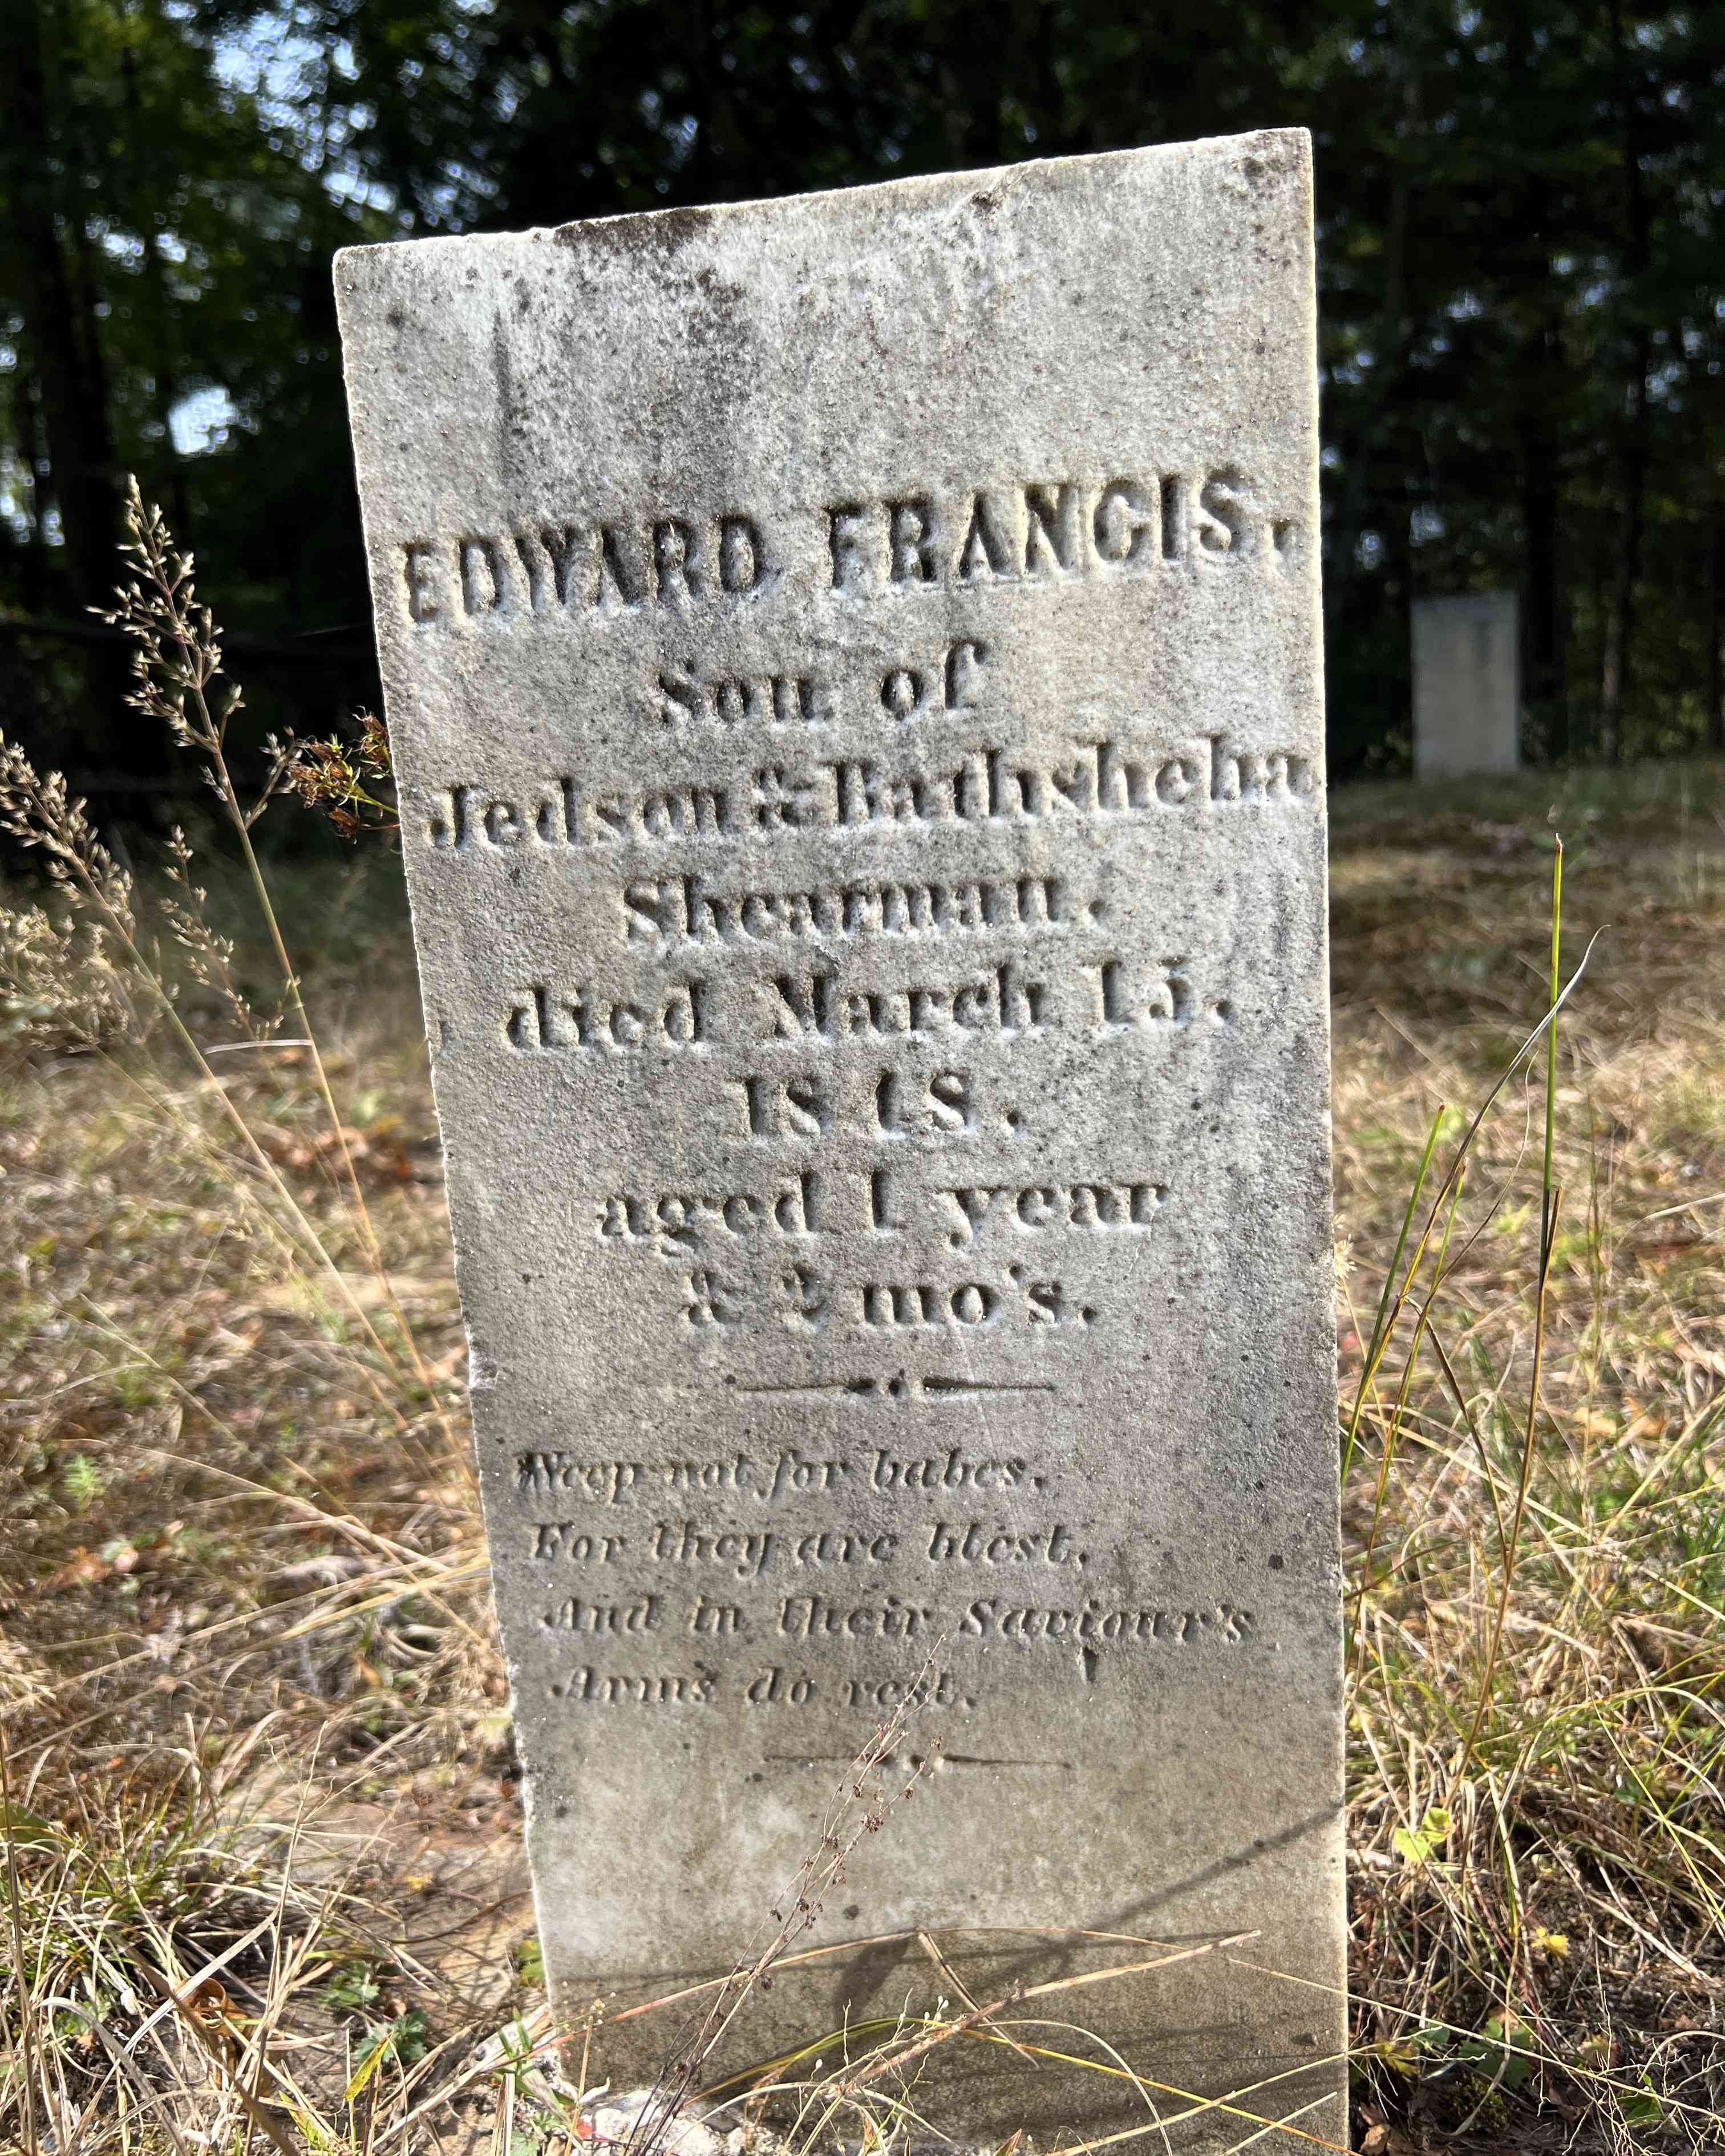 EDWARD FRANCIS.
Son of
Jedson & Bathsheba
Shearman.
died March 15.
1848.
aged 1 year
& 2 mo's.
Weep not for babes,
For they are blest,
And in their Saviour's
Arms do rest.